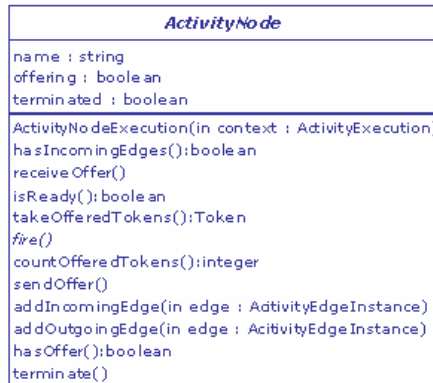 ActivityNode
name : string
offering : boolean
terminated : boolean
ActivityNodeExecution(in context : ActivityExecution)
hasIncomingEdges():boolean
receiveOffer()
isReady():boolean
takeOfferedTokens():Token
fire()
countOfferedTokens():integer
sendOffer()
addIncomingEdge(in edge : ActivityEdgeInstance)
addOutgoingEdge(in edge : AcitivityEdgeInstance)
hasOffer():boolean
terminate()